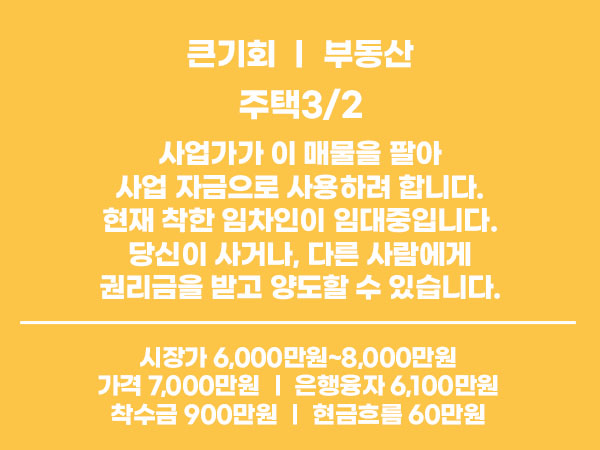 큰기회 | 부동산
주택3/2
사업가가 이 매물을 팔아
사업 자금으로 사용하려 합니다.
현재 착한 임차인이 임대중입니다.
당신이 사거나, 다른 사람에게
권리금을 받고 양도할 수 있습니다.
시장가 6,000만원~8,000만원
가격 7,000만원 | 은행융자 6,100만원
착수금 900만원 | 현금흐름 60만원